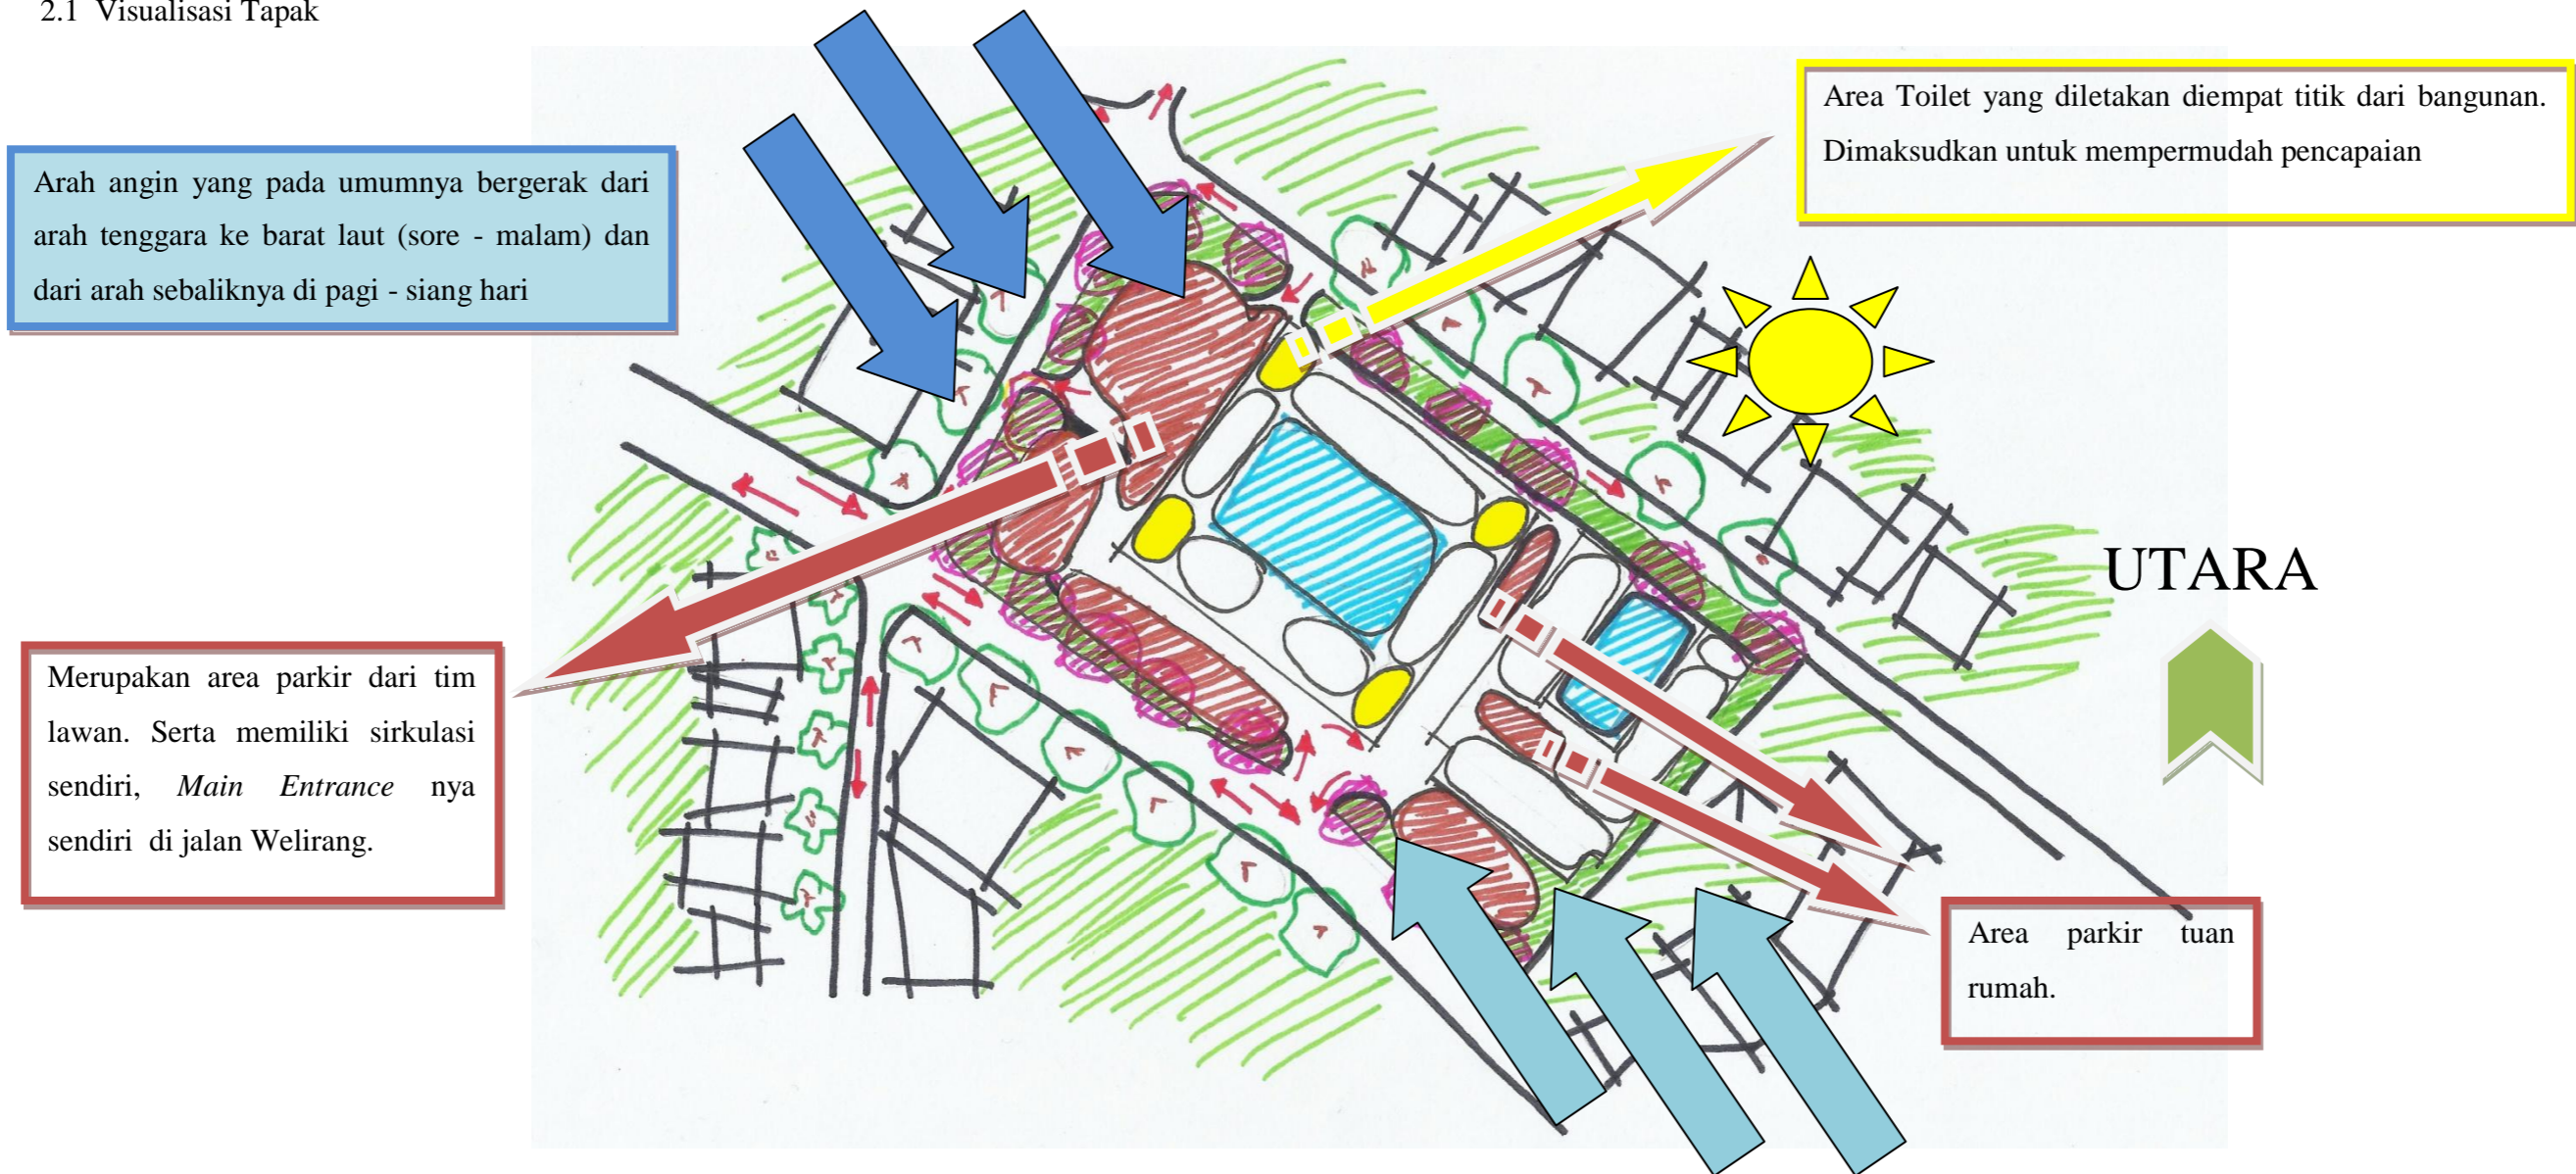 2.1 Visualisasi Tapak
Area Toilet yang diletakan diempat titik dari bangunan.
Dimaksudkan untuk mempermudah pencapaian
Arah angin yang pada umumnya bergerak dari
arah tenggara ke barat laut (sore - malam) dan
dari arah sebaliknya di pagi - siang hari
UTARA
Merupakan area parkir dari tim
lawan. Serta memiliki sirkulasi
sendiri, Main Entrance nya
sendiri di jalan Welirang.
Area parkir tuan
rumah.